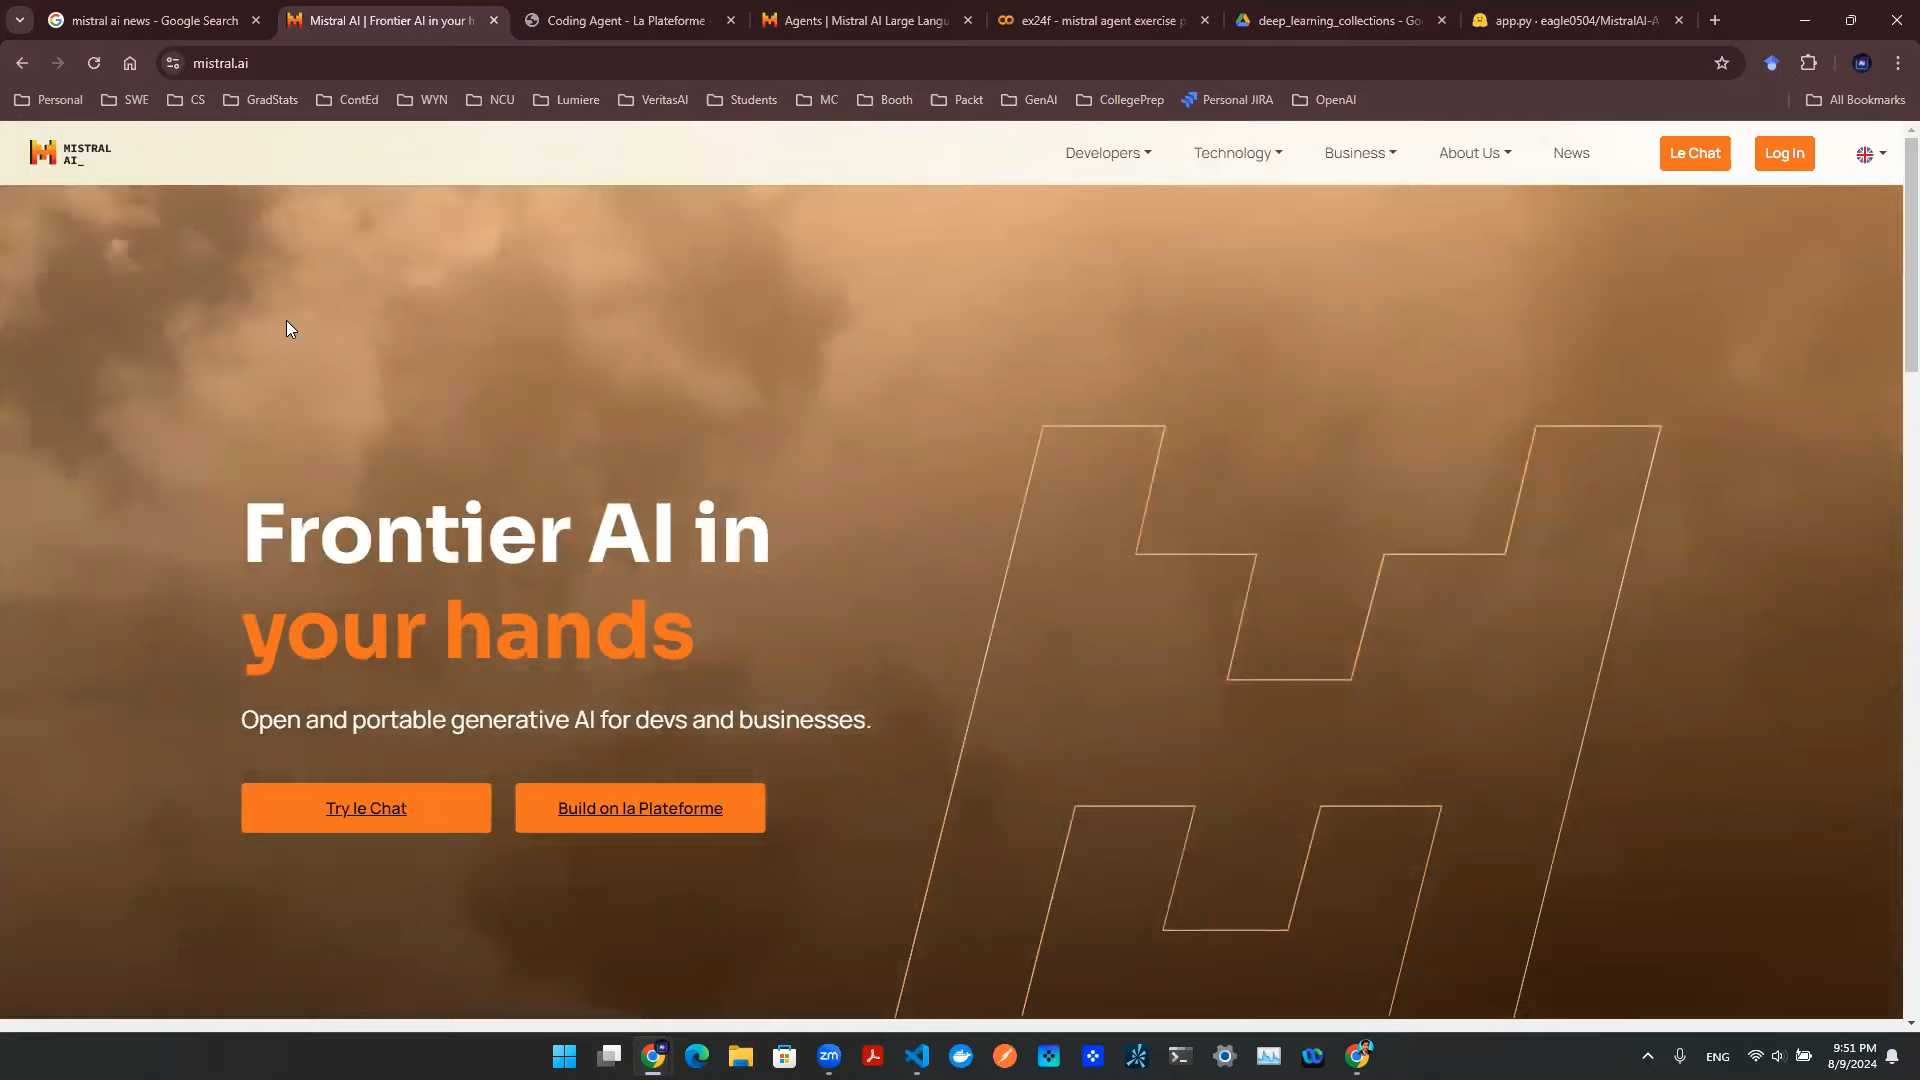 mistral ai news - Google Search
Mistral AI | Frontier AI in your h
Coding Agent - La Plateforme
Agents | Mistral AI Large Langu
ex24f - mistral agent exercise p
deep_learning_collections - Go
app.py · eagle0504/MistralAI-A
mistral.ai
Personal
SWE
CS
GradStats
ContEd
WYN
NCU
Lumiere
VeritasAI
Students
MC
Booth
Packt
GenAI
CollegePrep
Personal JIRA
OpenAI
All Bookmarks
MISTRAL
AI_
Developers
Technology
Business
About Us
News
Le Chat
Log In
Frontier AI in
your hands
Open and portable generative AI for devs and businesses.
Try le Chat
Build on la Plateforme
zm
ENG
9:51 PM
8/9/2024